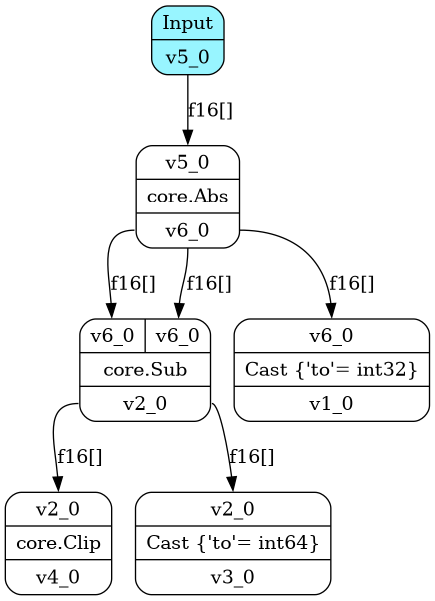 Input
v5_0
f16[]
v5_0
core.Abs
v6_0
f16[]
f16[]
f16[]
v6_0
v6_0
core.Sub
v2_0
v6_0
Cast {'to'= int32}
v1_0
f16[]
f16[]
v2_0
core.Clip
v4_0
v2_0
Cast {'to'= int64}
v3_0